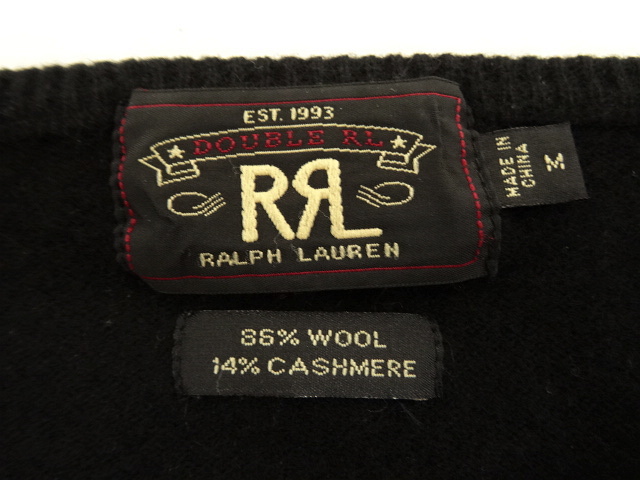 EST. 1993
DOUBLE RL
RRL
RALPH LAUREN
MADE IN
CHINA
M
86% WOOL
14% CASHMERE